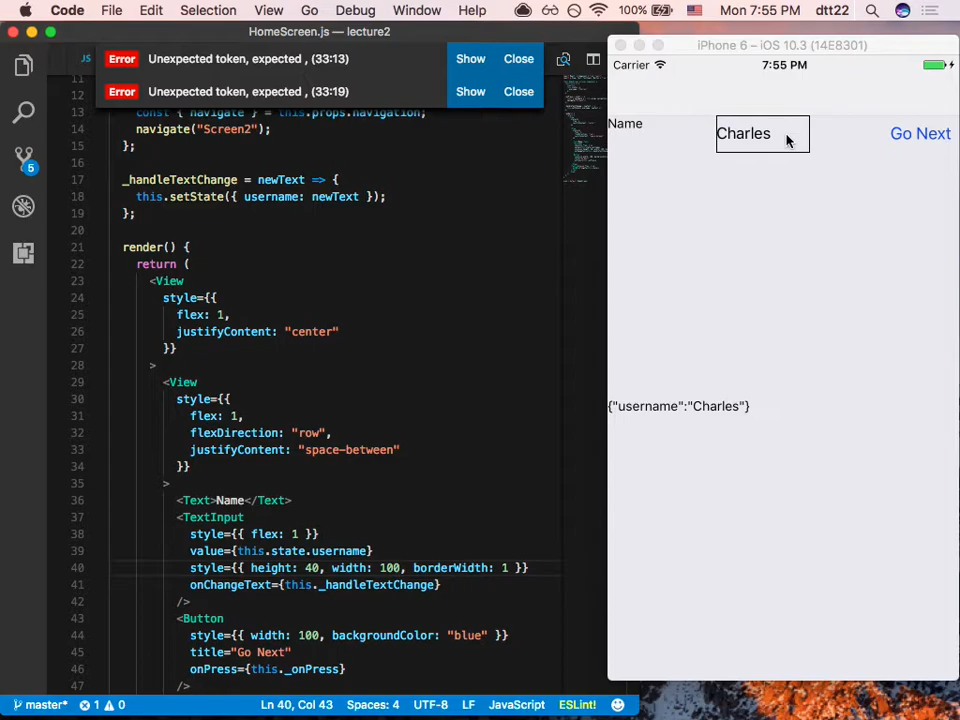 Code File Edit Selection View Go Debug Window Help 100% Mon 7:55 PM dtt22
HomeScreen.js — lecture2
JS
Error Unexpected token, expected , (33:13) Show Close
Error Unexpected token, expected , (33:19) Show Close
11
12
13 const { navigate } = this.props.navigation;
14 navigate("Screen2");
15 };
16
17 _handleTextChange = newText => {
18 this.setState({ username: newText });
19 };
20
21 render() {
22 return (
23 <View
24 style={{
25 flex: 1,
26 justifyContent: "center"
27 }}
28 >
29 <View
30 style={{
31 flex: 1,
32 flexDirection: "row",
33 justifyContent: "space-between"
34 }}
35 >
36 <Text>Name</Text>
37 <TextInput
38 style={{ flex: 1 }}
39 value={this.state.username}
40 style={{ height: 40, width: 100, borderWidth: 1 }}
41 onChangeText={this._handleTextChange}
42 />
43 <Button
44 style={{ width: 100, backgroundColor: "blue" }}
45 title="Go Next"
46 onPress={this._onPress}
47 />
5
master* 1 0 Ln 40, Col 43 Spaces: 4 UTF-8 LF JavaScript ESLint!
iPhone 6 – iOS 10.3 (14E8301)
Carrier 7:55 PM
Name Charles Go Next
{"username":"Charles"}